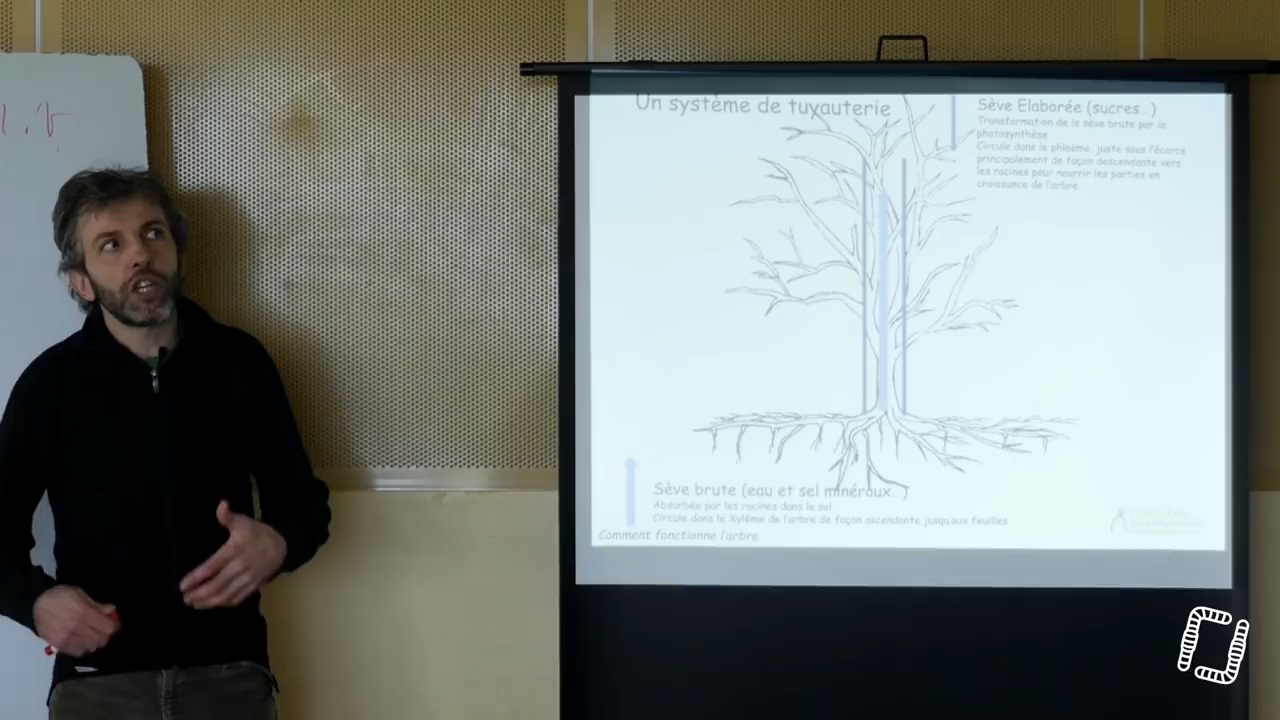 Un système de tuyauterie
Sève Elaborée (sucres...)
Transformation de le sève brute par la
photosynthèse
Circule dans le phloème, juste sous l'écorce
principalement de façon descendante vers
les racines pour nourrir les parties en
croissance de l'arbre
Sève brute (eau et sel minéraux...)
Absorbée par les racines dans le sol
Circule dans le Xylème de l'arbre de façon ascendante jusqu'aux feuilles
Comment fonctionne l'arbre